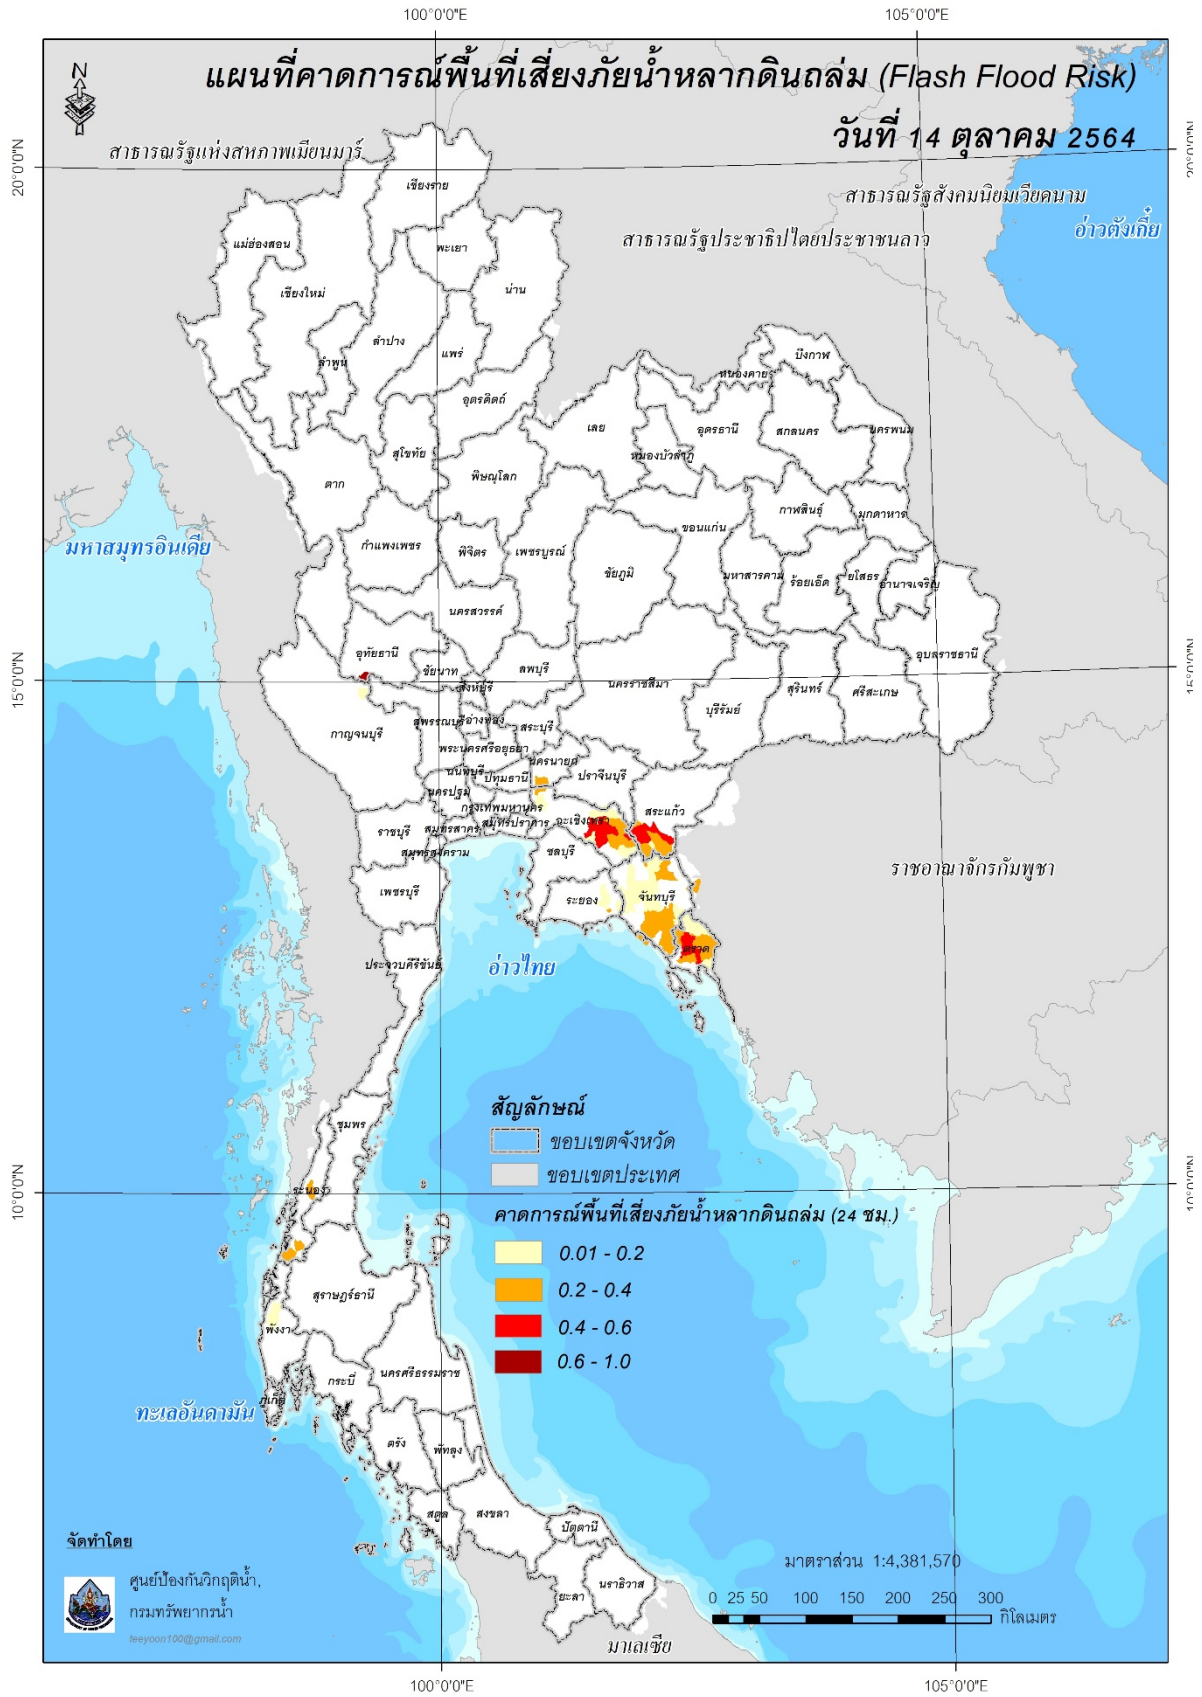 100°0'0"E
105°0'0"E
N
แผนที่คาดการณ์พื้นที่เสี่ยงภัยน้ำหลากดินถล่ม (Flash Flood Risk)
วันที่ 14 ตุลาคม 2564
สาธารณรัฐแห่งสหภาพเมียนมาร์
20°0'0"N
20°0'0"N
เชียงราย
สาธารณรัฐสังคมนิยมเวียดนาม
สาธารณรัฐประชาธิปไตยประชาชนลาว
อ่าวตังเกี๋ย
แม่ฮ่องสอน
พะเยา
น่าน
เชียงใหม่
ลำปาง
แพร่
ลำพูน
บึงกาฬ
หนองคาย
อุตรดิตถ์
เลย
อุดรธานี
สกลนคร
นครพนม
สุโขทัย
พิษณุโลก
หนองบัวลำภู
ตาก
กาฬสินธุ์
มุกดาหาร
ขอนแก่น
มหาสมุทรอินเดีย
กำแพงเพชร
พิจิตร
เพชรบูรณ์
ชัยภูมิ
มหาสารคาม
ร้อยเอ็ด
ยโสธร
อำนาจเจริญ
นครสวรรค์
อุทัยธานี
ชัยนาท
ลพบุรี
นครราชสีมา
สุรินทร์
ศรีสะเกษ
อุบลราชธานี
15°0'0"N
15°0'0"N
สิงห์บุรี
บุรีรัมย์
สุพรรณบุรี
อ่างทอง
สระบุรี
กาญจนบุรี
พระนครศรีอยุธยา
นครนายก
นนทบุรี
ปทุมธานี
ปราจีนบุรี
นครปฐม
กรุงเทพมหานคร
สระแก้ว
ราชบุรี
สมุทรสาคร
สมุทรปราการ
ฉะเชิงเทรา
สมุทรสงคราม
ชลบุรี
ราชอาณาจักรกัมพูชา
เพชรบุรี
ระยอง
จันทบุรี
ตราด
ประจวบคีรีขันธ์
อ่าวไทย
สัญลักษณ์
ขอบเขตจังหวัด
ขอบเขตประเทศ
ชุมพร
ระนอง
10°0'0"N
10°0'0"N
คาดการณ์พื้นที่เสี่ยงภัยน้ำหลากดินถล่ม (24 ชม.)
0.01 - 0.2
0.2 - 0.4
0.4 - 0.6
0.6 - 1.0
สุราษฎร์ธานี
พังงา
กระบี่
นครศรีธรรมราช
ภูเก็ต
ทะเลอันดามัน
ตรัง
พัทลุง
สตูล
สงขลา
ปัตตานี
ยะลา
นราธิวาส
มาเลเซีย
จัดทำโดย
ศูนย์ป้องกันวิกฤติน้ำ,
กรมทรัพยากรน้ำ
teeyoon100@gmail.com
มาตราส่วน 1:4,381,570
0 25 50 100 150 200 250 300
กิโลเมตร
100°0'0"E
105°0'0"E